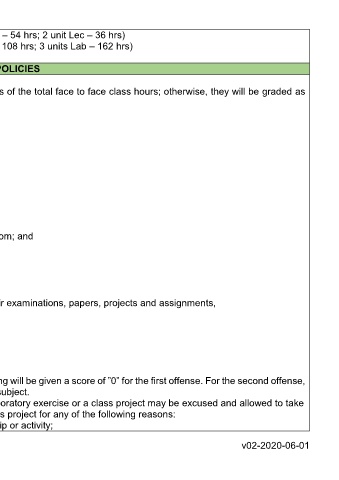 – 54 hrs; 2 unit Lec – 36 hrs)
108 hrs; 3 units Lab – 162 hrs)
POLICIES
s of the total face to face class hours; otherwise, they will be graded as
om; and
r examinations, papers, projects and assignments,
ng will be given a score of "0" for the first offense. For the second offense,
subject.
oratory exercise or a class project may be excused and allowed to take
s project for any of the following reasons:
ip or activity;
v02-2020-06-01